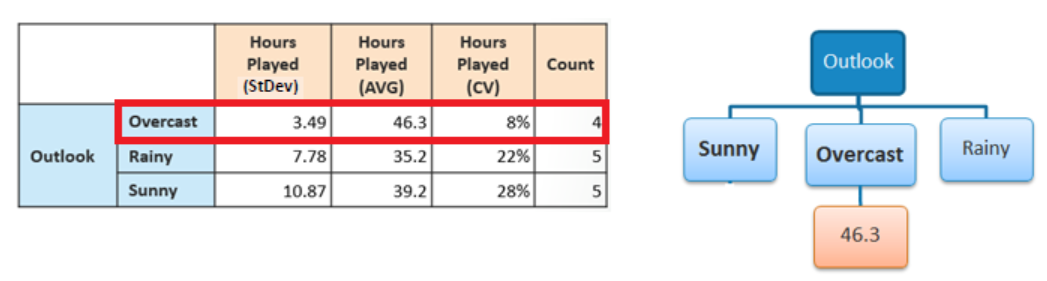 Hours Played (StDev) Hours Played (AVG) Hours Played (CV) Count
Outlook
Overcast 3.49 46.3 8% 4
Rainy 7.78 35.2 22% 5
Sunny 10.87 39.2 28% 5
Outlook
Sunny Overcast Rainy
46.3